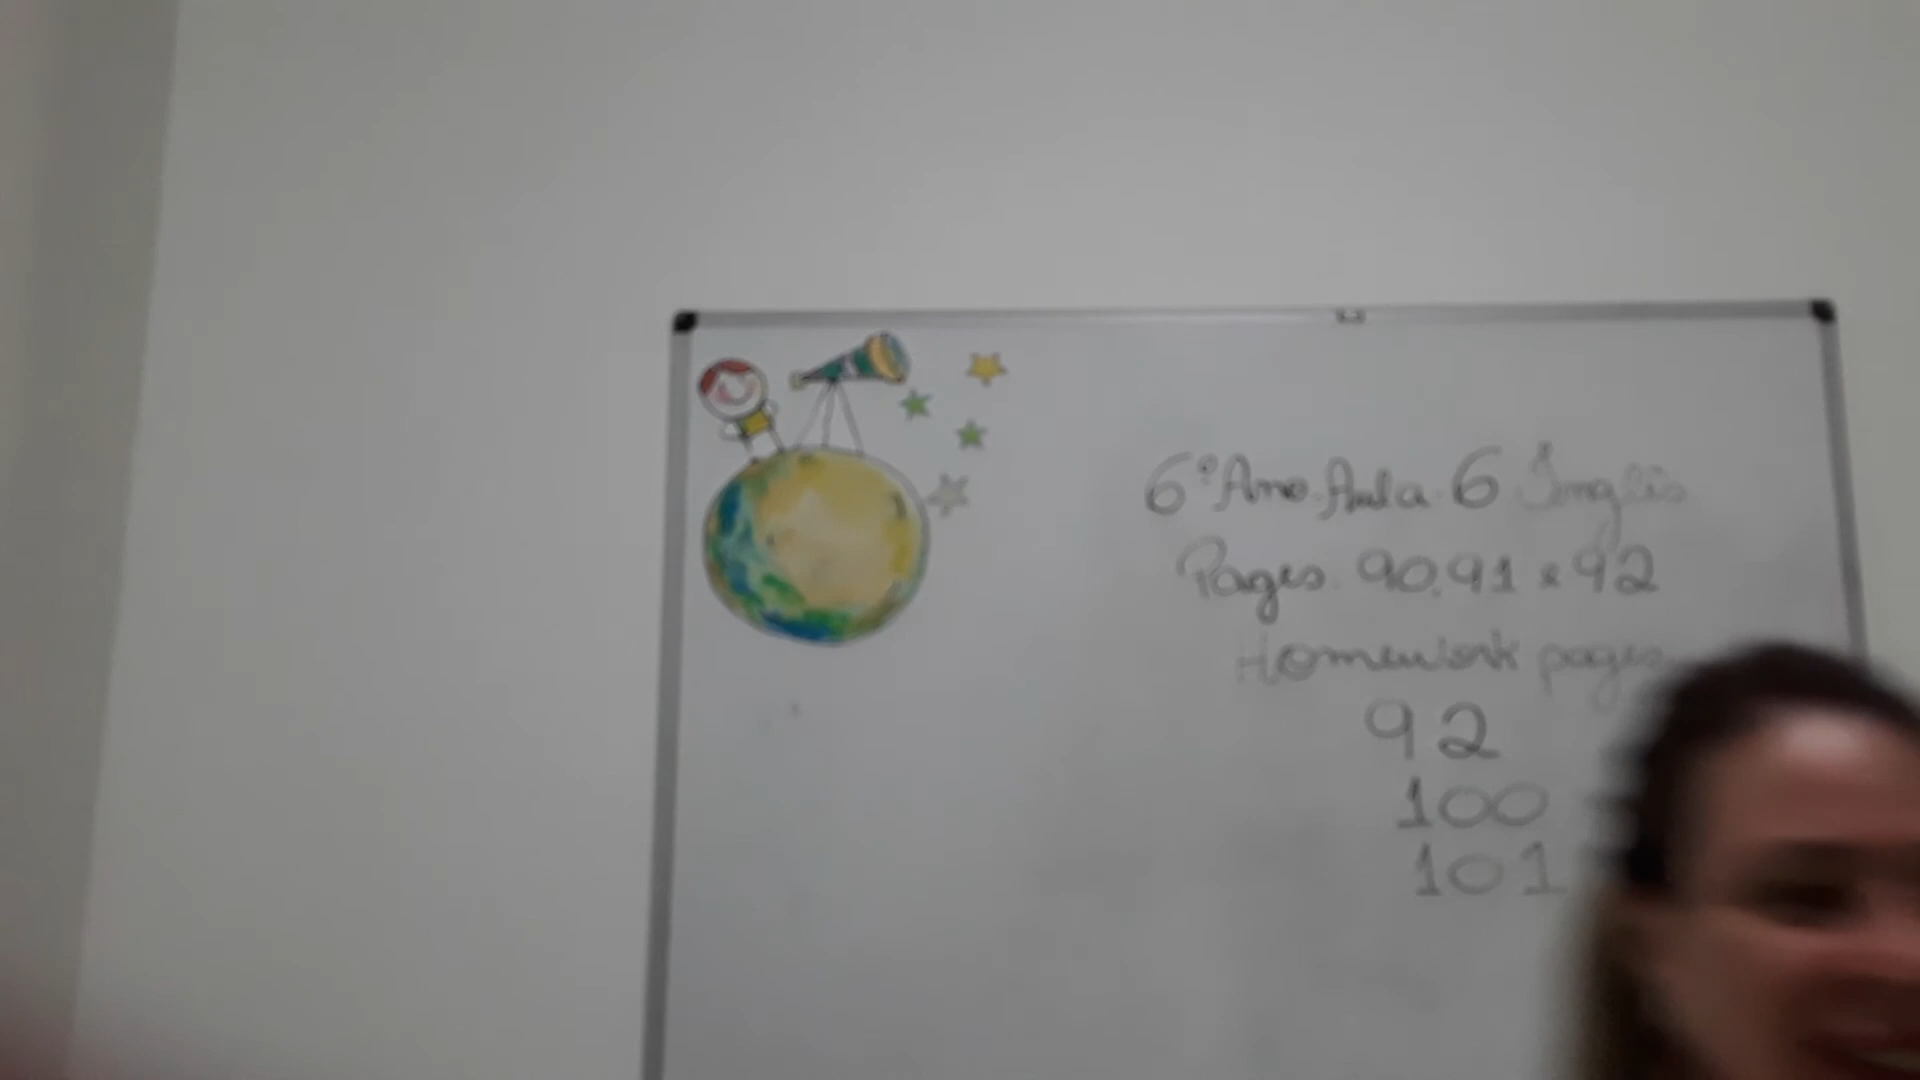 6º Ano. Aula. 6 Inglês
Pages. 90, 91 e 92
Homework pages
92
100
101